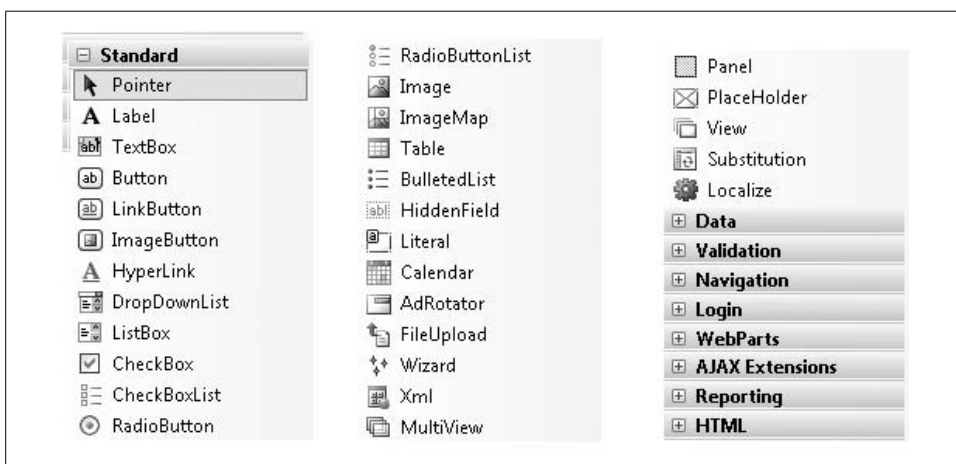 Standard
Pointer
Label
TextBox
Button
LinkButton
ImageButton
HyperLink
DropDownList
ListBox
CheckBox
CheckBoxList
RadioButton
RadioButtonList
Image
ImageMap
Table
BulletedList
HiddenField
Literal
Calendar
AdRotator
FileUpload
Wizard
Xml
MultiView
Panel
PlaceHolder
View
Substitution
Localize
Data
Validation
Navigation
Login
WebParts
AJAX Extensions
Reporting
HTML